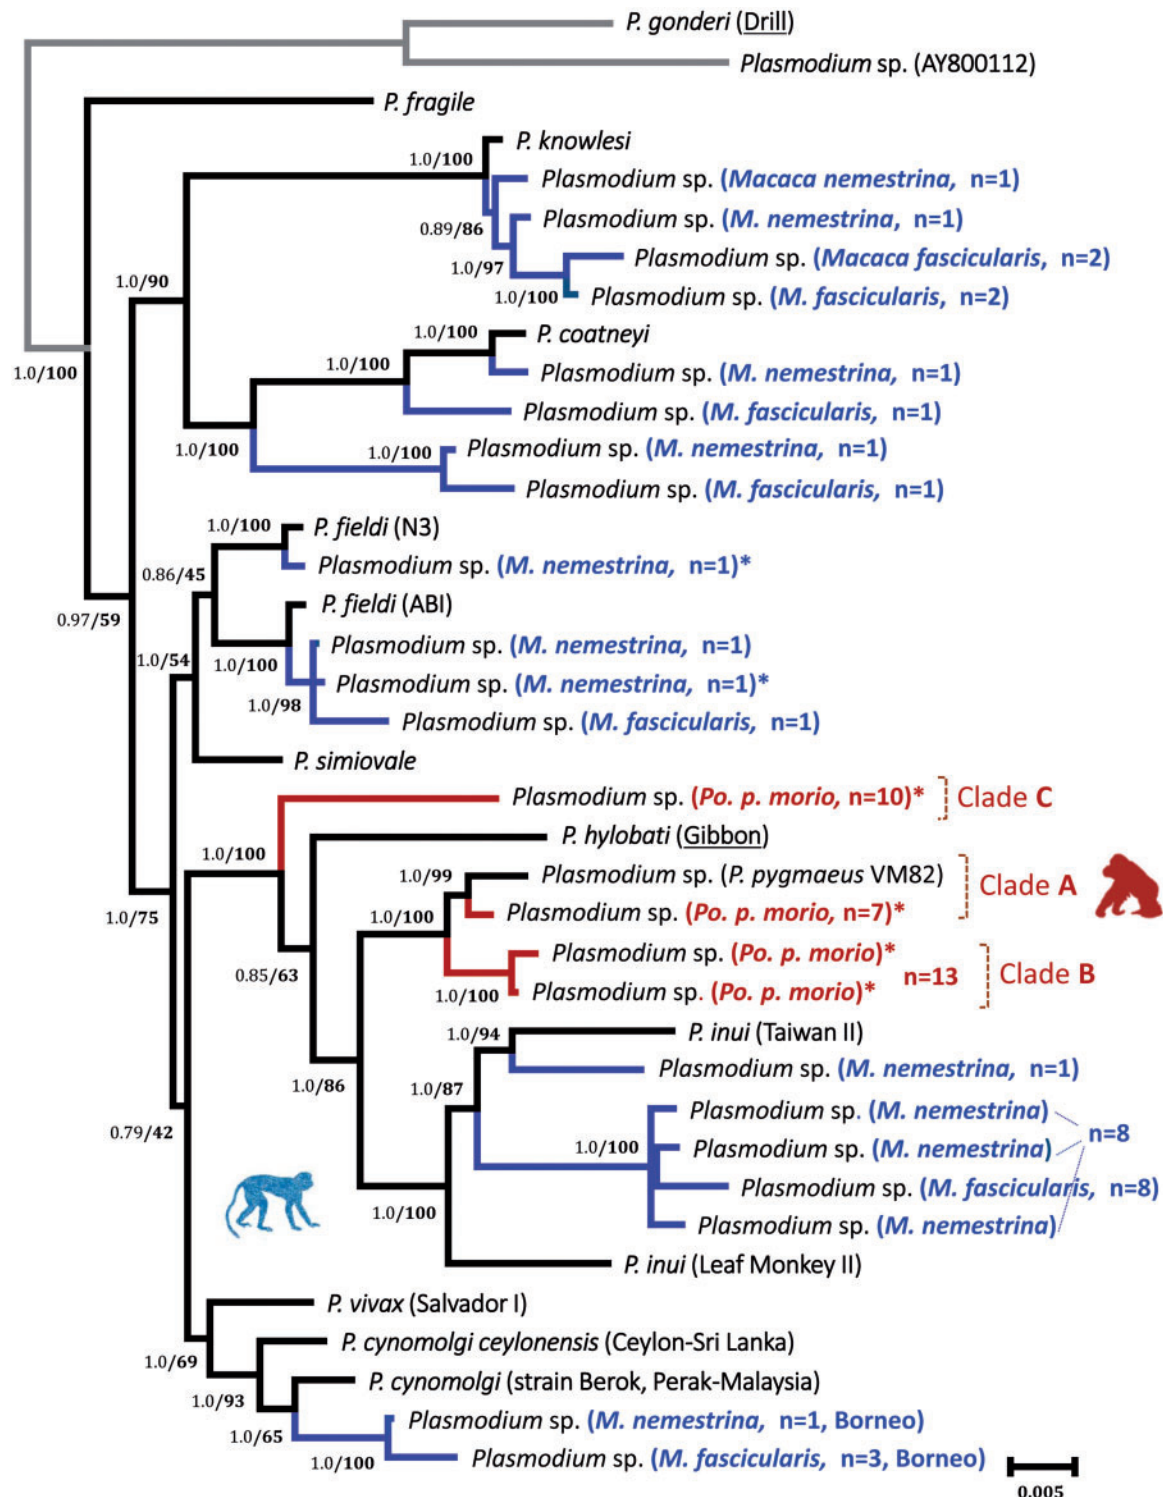 P. gonderi (Drill)
Plasmodium sp. (AY800112)
P. fragile
P. knowlesi
1.0/100
Plasmodium sp. (Macaca nemestrina, n=1)
Plasmodium sp. (M. nemestrina, n=1)
0.89/86
Plasmodium sp. (Macaca fascicularis, n=2)
1.0/97
1.0/90
Plasmodium sp. (M. fascicularis, n=2)
1.0/100
P. coatneyi
1.0/100
1.0/100
1.0/100
Plasmodium sp. (M. nemestrina, n=1)
Plasmodium sp. (M. fascicularis, n=1)
1.0/100
Plasmodium sp. (M. nemestrina, n=1)
1.0/100
Plasmodium sp. (M. fascicularis, n=1)
P. fieldi (N3)
1.0/100
Plasmodium sp. (M. nemestrina, n=1)*
0.86/45
P. fieldi (ABI)
0.97/59
Plasmodium sp. (M. nemestrina, n=1)
1.0/54
1.0/100
Plasmodium sp. (M. nemestrina, n=1)*
1.0/98
Plasmodium sp. (M. fascicularis, n=1)
P. simiovale
Plasmodium sp. (Po. p. morio, n=10)* Clade C
P. hylobati (Gibbon)
1.0/100
1.0/99
Plasmodium sp. (P. pygmaeus VM82)
Clade A
Plasmodium sp. (Po. p. morio, n=7)*
1.0/100
1.0/75
Plasmodium sp. (Po. p. morio)*
0.85/63
n=13 Clade B
Plasmodium sp. (Po. p. morio)*
1.0/100
P. inui (Taiwan II)
1.0/94
Plasmodium sp. (M. nemestrina, n=1)
1.0/86
1.0/87
Plasmodium sp. (M. nemestrina)
n=8
0.79/42
Plasmodium sp. (M. nemestrina)
1.0/100
Plasmodium sp. (M. fascicularis, n=8)
1.0/100
Plasmodium sp. (M. nemestrina)
P. inui (Leaf Monkey II)
P. vivax (Salvador I)
P. cynomolgi ceylonensis (Ceylon-Sri Lanka)
1.0/69
P. cynomolgi (strain Berok, Perak-Malaysia)
1.0/93
Plasmodium sp. (M. nemestrina, n=1, Borneo)
1.0/65
Plasmodium sp. (M. fascicularis, n=3, Borneo)
1.0/100
0.005